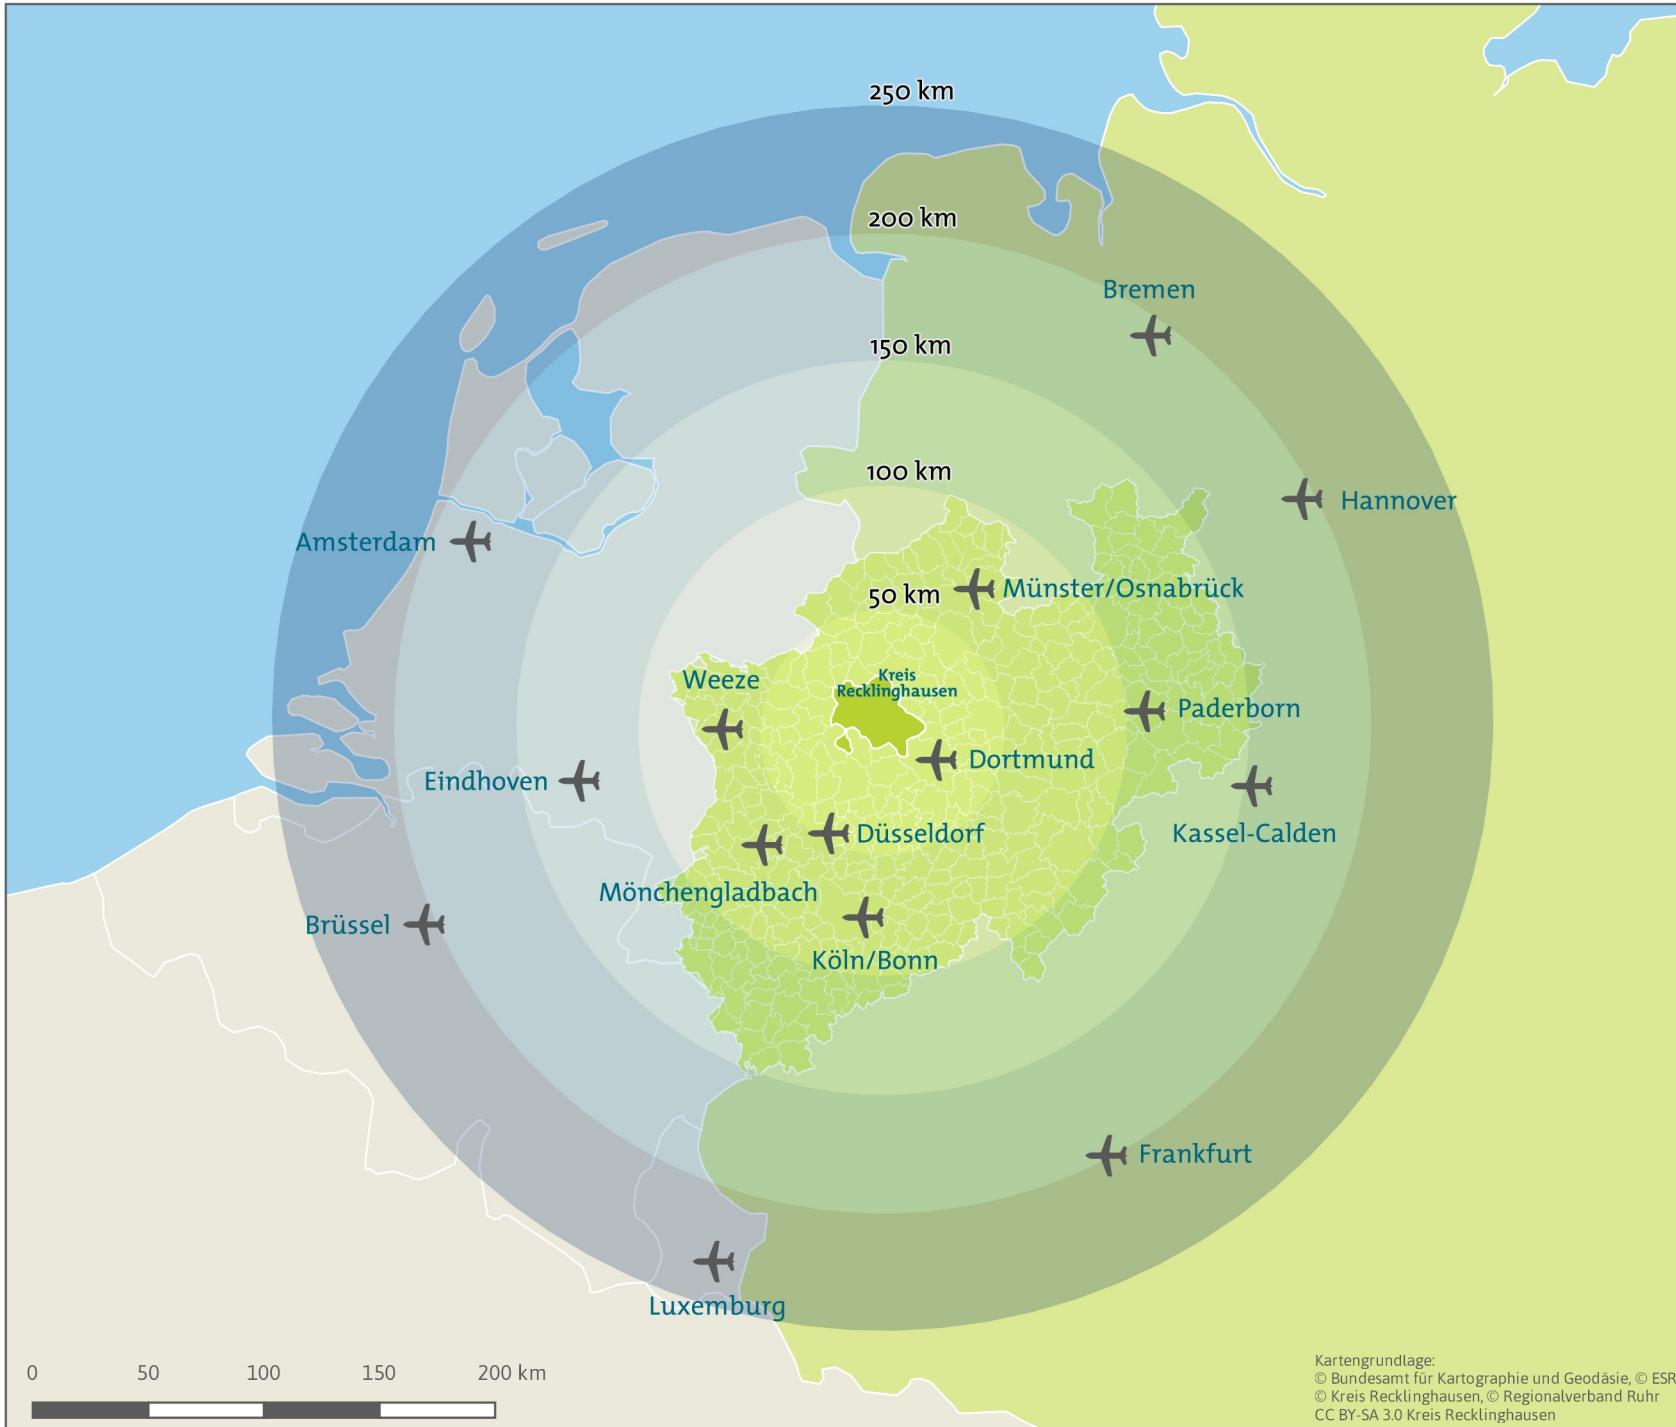 250 km
200 km
Bremen
150 km
100 km
Hannover
Amsterdam
Münster/Osnabrück
50 km
Kreis
Recklinghausen
Weeze
Paderborn
Dortmund
Eindhoven
Düsseldorf
Kassel-Calden
Mönchengladbach
Brüssel
Köln/Bonn
Frankfurt
Luxemburg
0 50 100 150 200 km
Kartengrundlage:
© Bundesamt für Kartographie und Geodäsie, © ESR
© Kreis Recklinghausen, © Regionalverband Ruhr
CC BY-SA 3.0 Kreis Recklinghausen